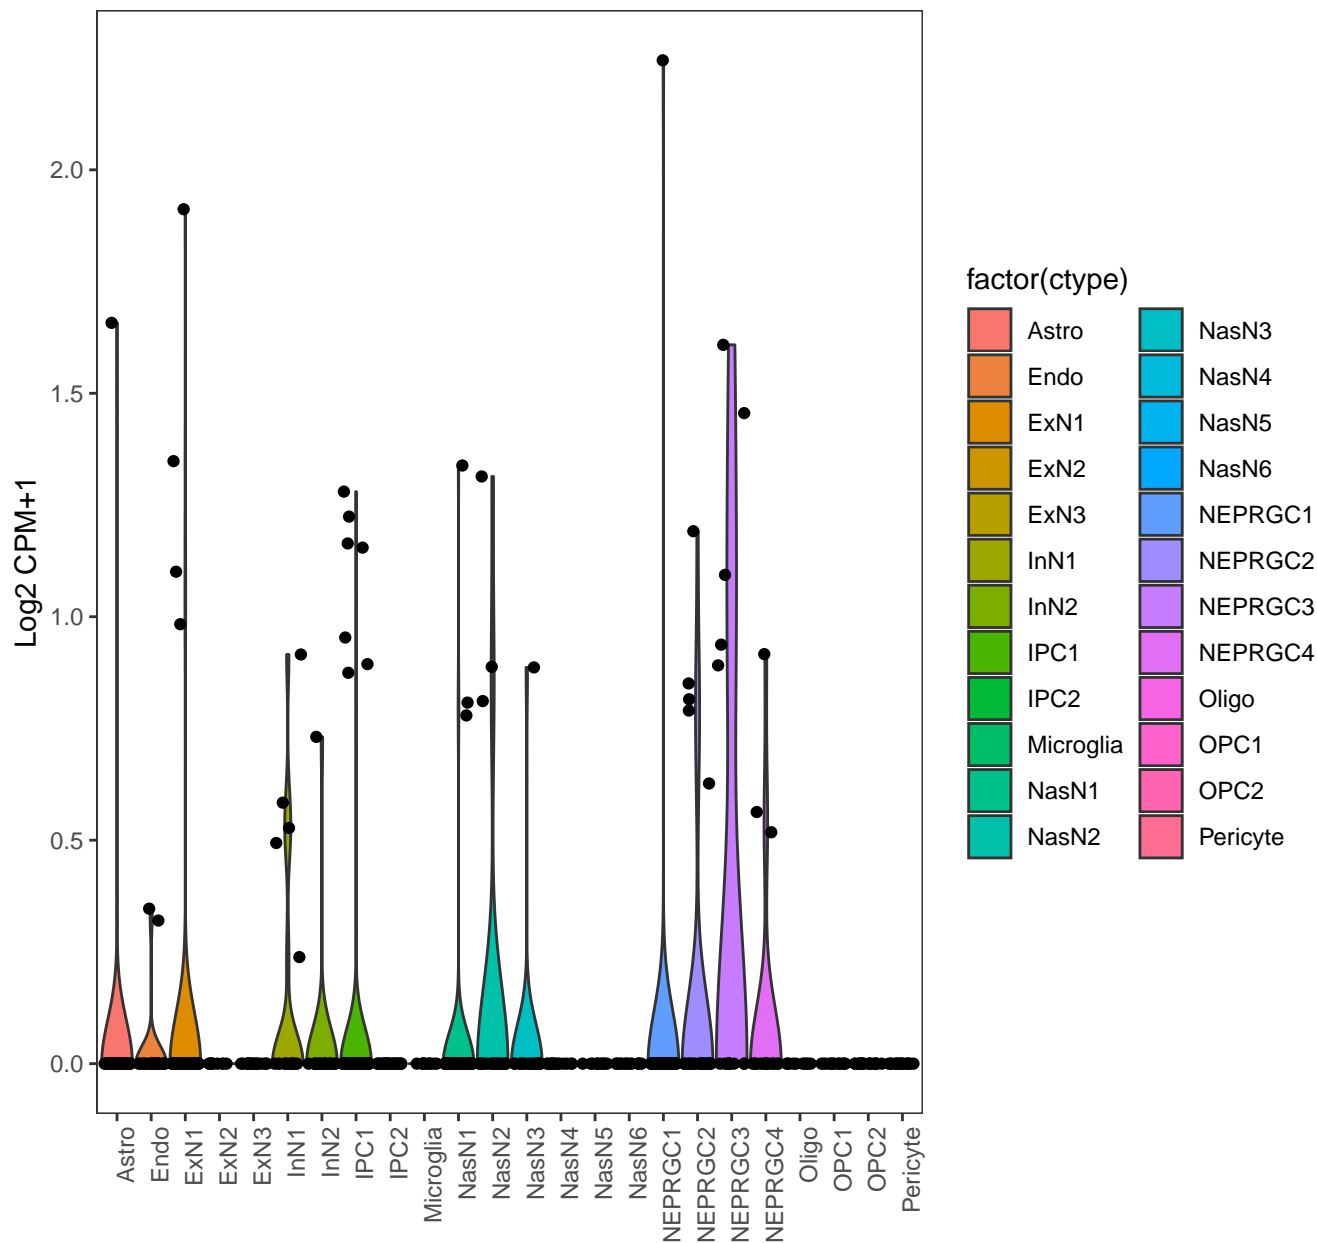 Log2 CPM+1
2.0
1.5
1.0
0.5
0.0
Astro
Endo
ExN1
ExN2
ExN3
InN1
InN2
IPC1
IPC2
Microglia
NasN1
NasN2
NasN3
NasN4
NasN5
NasN6
NEPRGC1
NEPRGC2
NEPRGC3
NEPRGC4
Oligo
OPC1
OPC2
Pericyte
factor(ctype)
Astro
Endo
ExN1
ExN2
ExN3
InN1
InN2
IPC1
IPC2
Microglia
NasN1
NasN2
NasN3
NasN4
NasN5
NasN6
NEPRGC1
NEPRGC2
NEPRGC3
NEPRGC4
Oligo
OPC1
OPC2
Pericyte